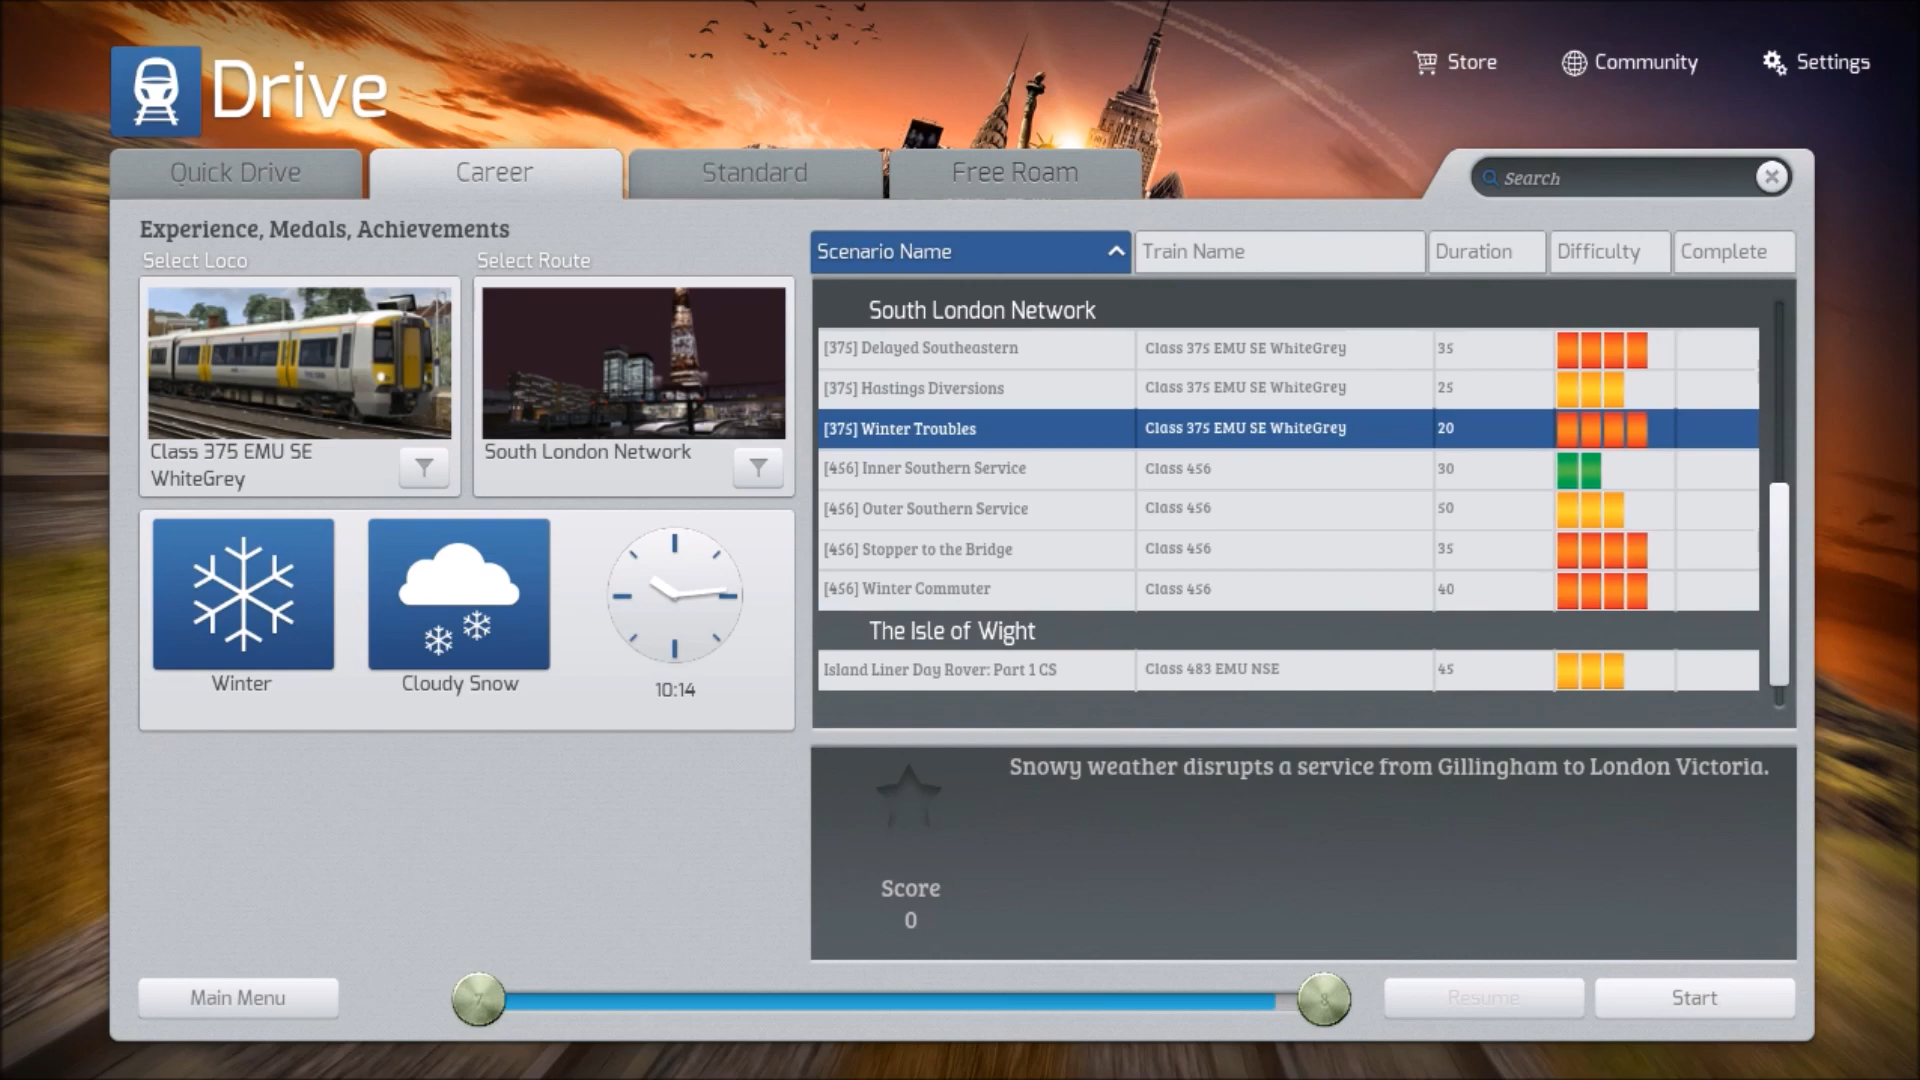 Drive
Store
Community
Settings
Quick Drive
Career
Standard
Free Roam
Search
Experience, Medals, Achievements
Select Loco
Select Route
Class 375 EMU SE
WhiteGrey
South London Network
Winter
Cloudy Snow
10:14
Scenario Name
Train Name
Duration
Difficulty
Complete
South London Network
[375] Delayed Southeastern
Class 375 EMU SE WhiteGrey
35
[375] Hastings Diversions
Class 375 EMU SE WhiteGrey
25
[375] Winter Troubles
Class 375 EMU SE WhiteGrey
20
[456] Inner Southern Service
Class 456
30
[456] Outer Southern Service
Class 456
50
[456] Stopper to the Bridge
Class 456
35
[456] Winter Commuter
Class 456
40
The Isle of Wight
Island Liner Day Rover: Part 1 CS
Class 483 EMU NSE
45
Snowy weather disrupts a service from Gillingham to London Victoria.
Score
0
Main Menu
7
8
Resume
Start